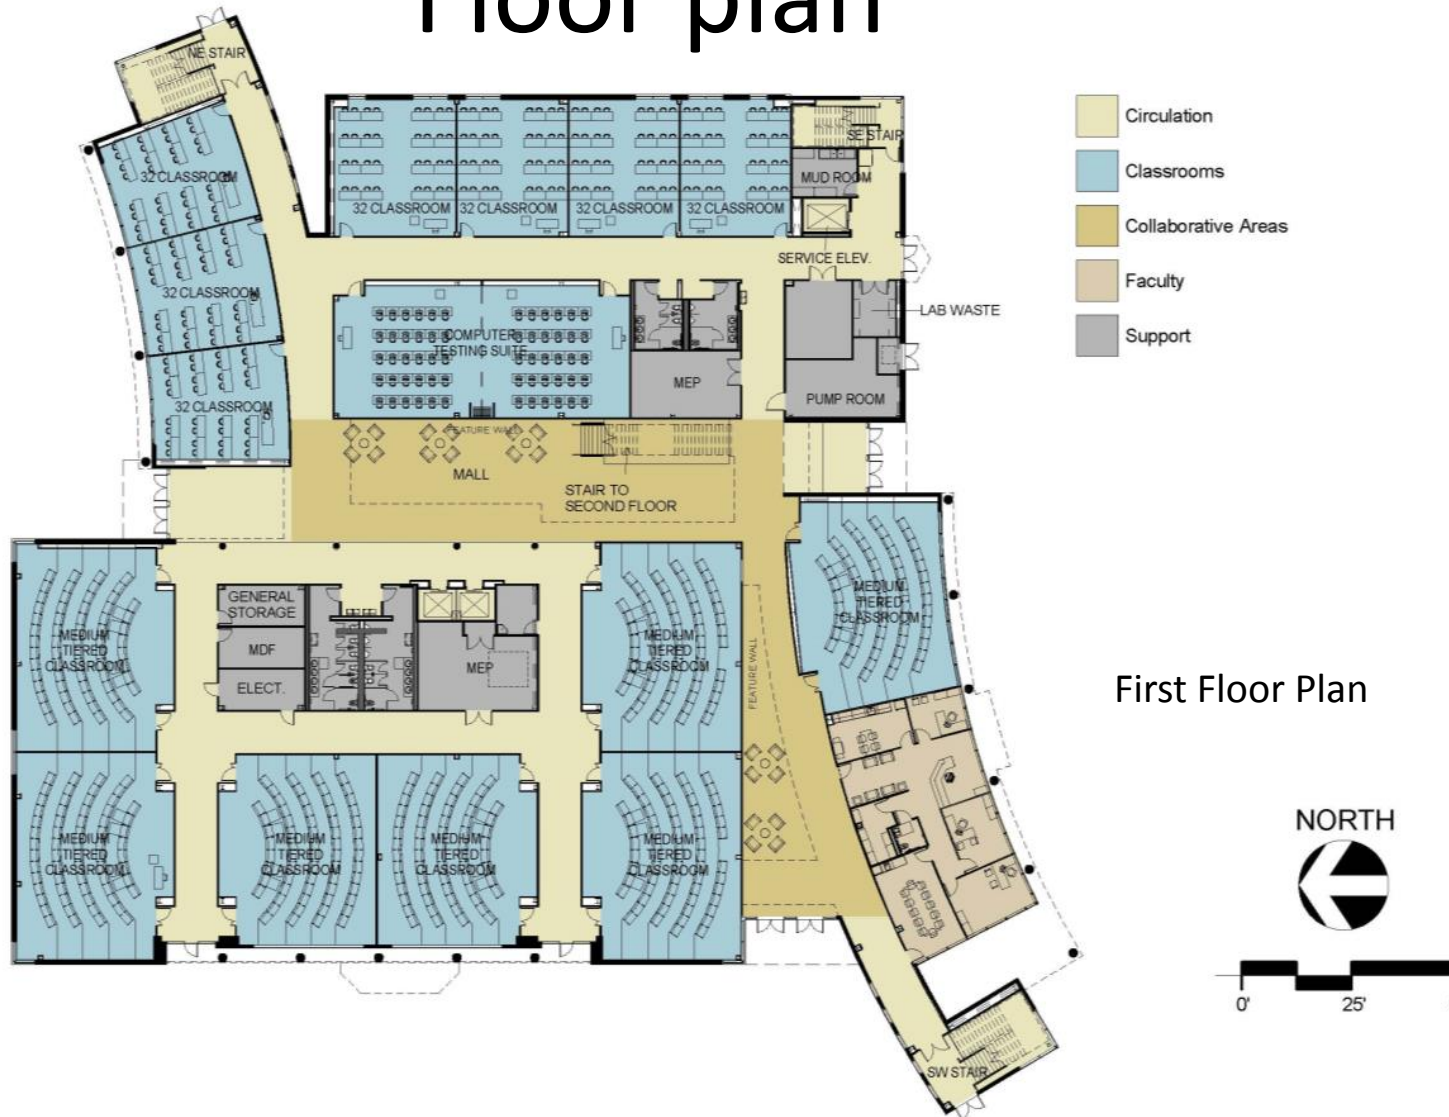 Floor plan
NE STAIR
SE STAIR
MUD ROOM
32 CLASSROOM
32 CLASSROOM
32 CLASSROOM
32 CLASSROOM
32 CLASSROOM
32 CLASSROOM
32 CLASSROOM
SERVICE ELEV.
LAB WASTE
COMPUTER
TESTING SUITE
MEP
PUMP ROOM
FEATURE WALL
MALL
STAIR TO
SECOND FLOOR
GENERAL
STORAGE
MDF
ELECT.
MEP
MEDIUM
TIERED
CLASSROOM
MEDIUM
TIERED
CLASSROOM
MEDIUM
TIERED
CLASSROOM
FEATURE WALL
MEDIUM
TIERED
CLASSROOM
MEDIUM
TIERED
CLASSROOM
MEDIUM
TIERED
CLASSROOM
MEDIUM
TIERED
CLASSROOM
SW STAIR
Circulation
Classrooms
Collaborative Areas
Faculty
Support
First Floor Plan
NORTH
0'
25'